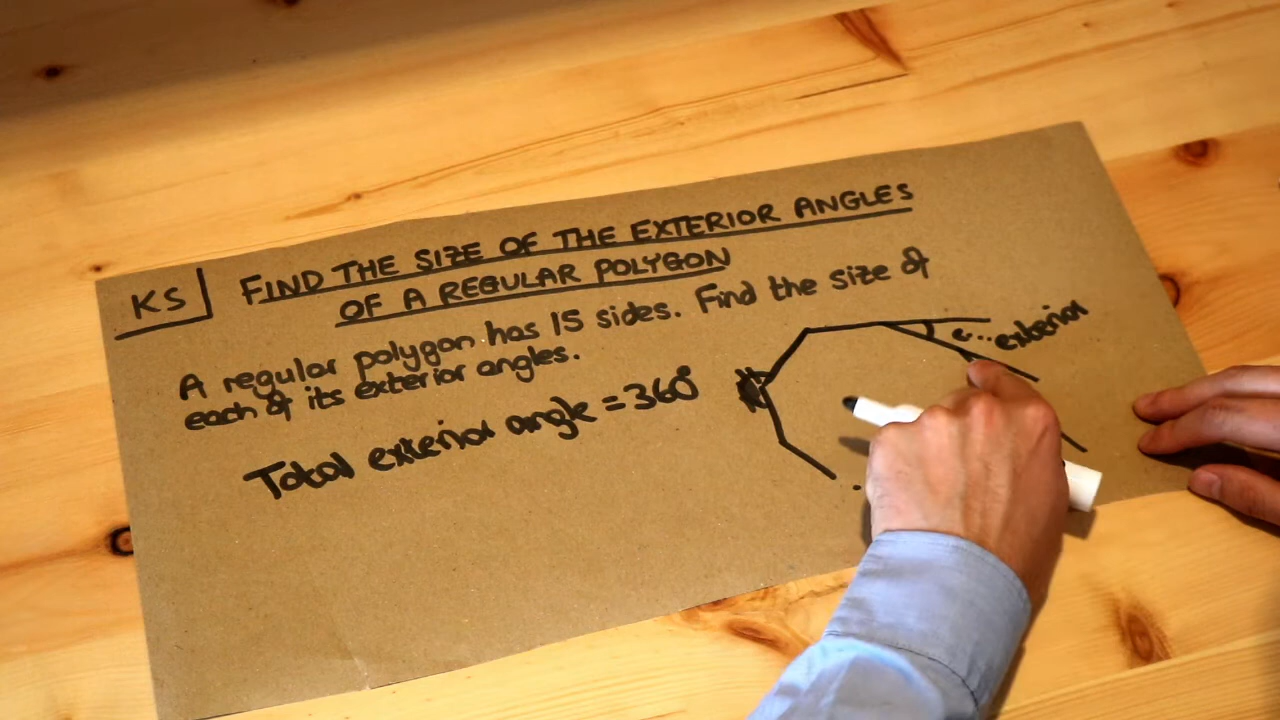 KS
FIND THE SIZE OF THE EXTERIOR ANGLES
OF A REGULAR POLYGON
A regular polygon has 15 sides. Find the size of
each of its exterior angles.
Total exterior angle = 360°
exterior